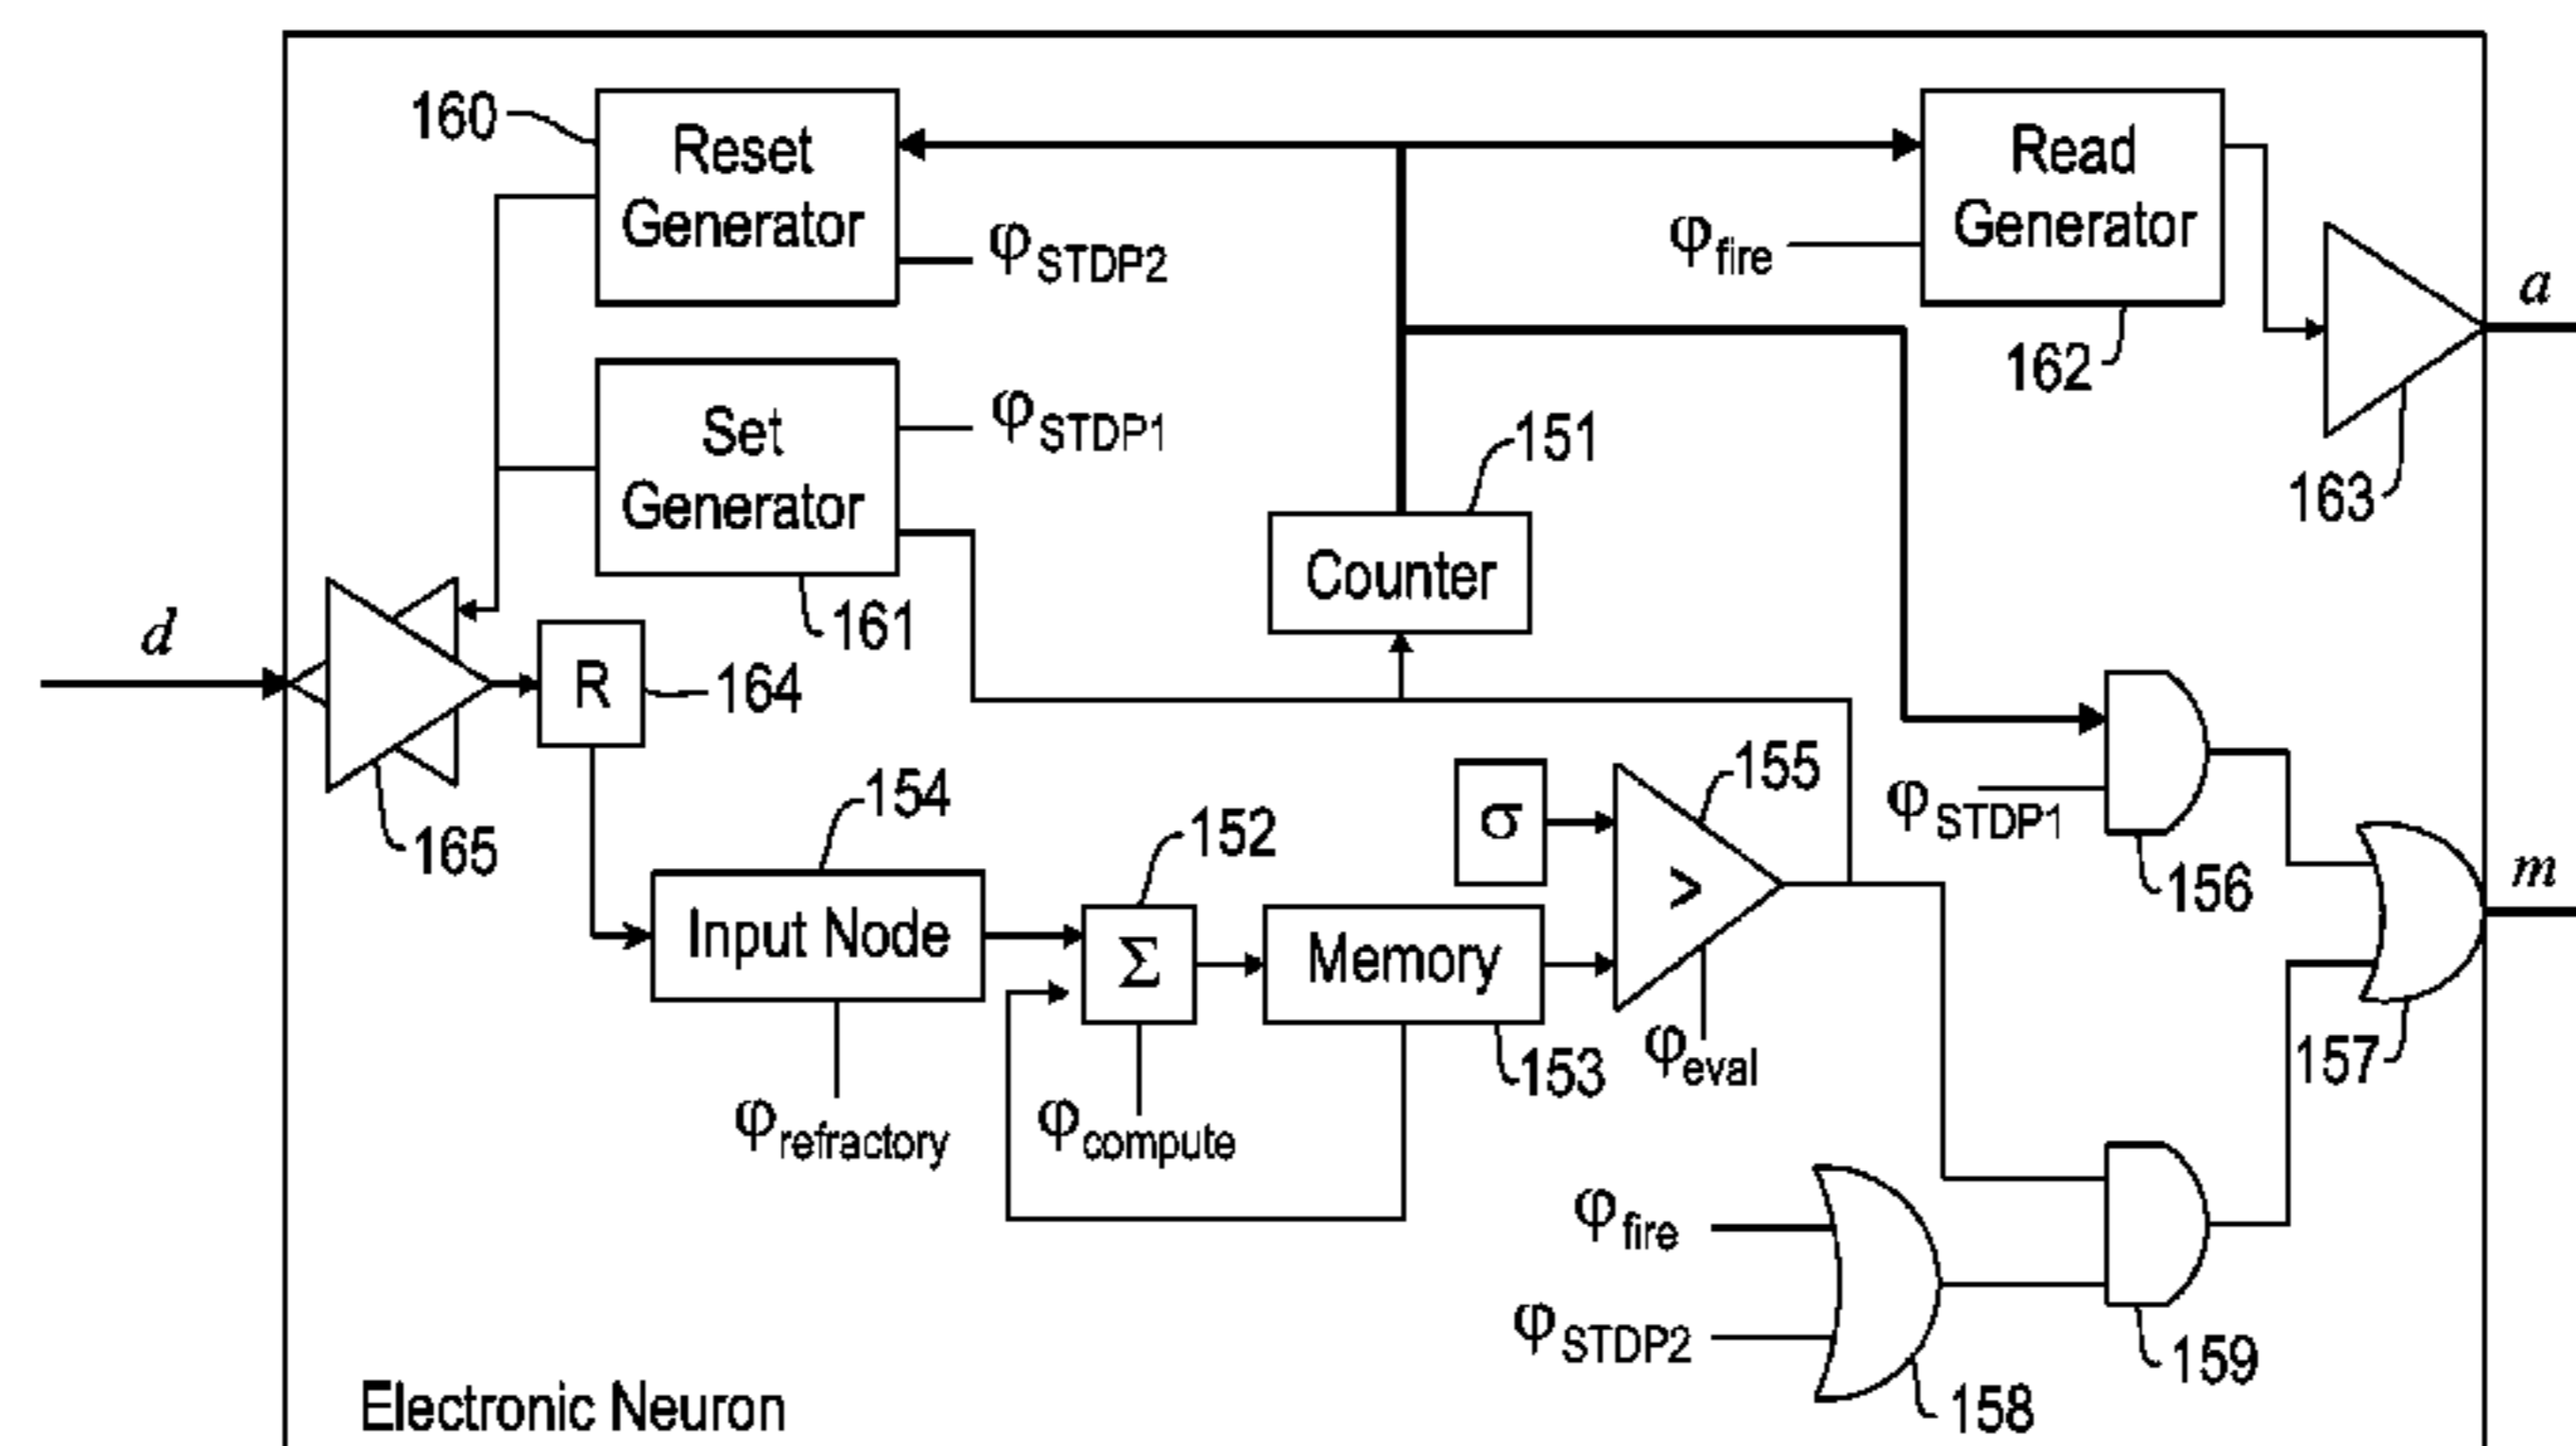 160
Reset
Generator
φSTDP2
φfire
Read
Generator
162
a
163
Set
Generator
φSTDP1
161
151
Counter
d
R
164
165
154
Input Node
φrefractory
152
Σ
φcompute
Memory
153
σ
155
>
φeval
φSTDP1
156
m
157
φfire
φSTDP2
158
159
Electronic Neuron